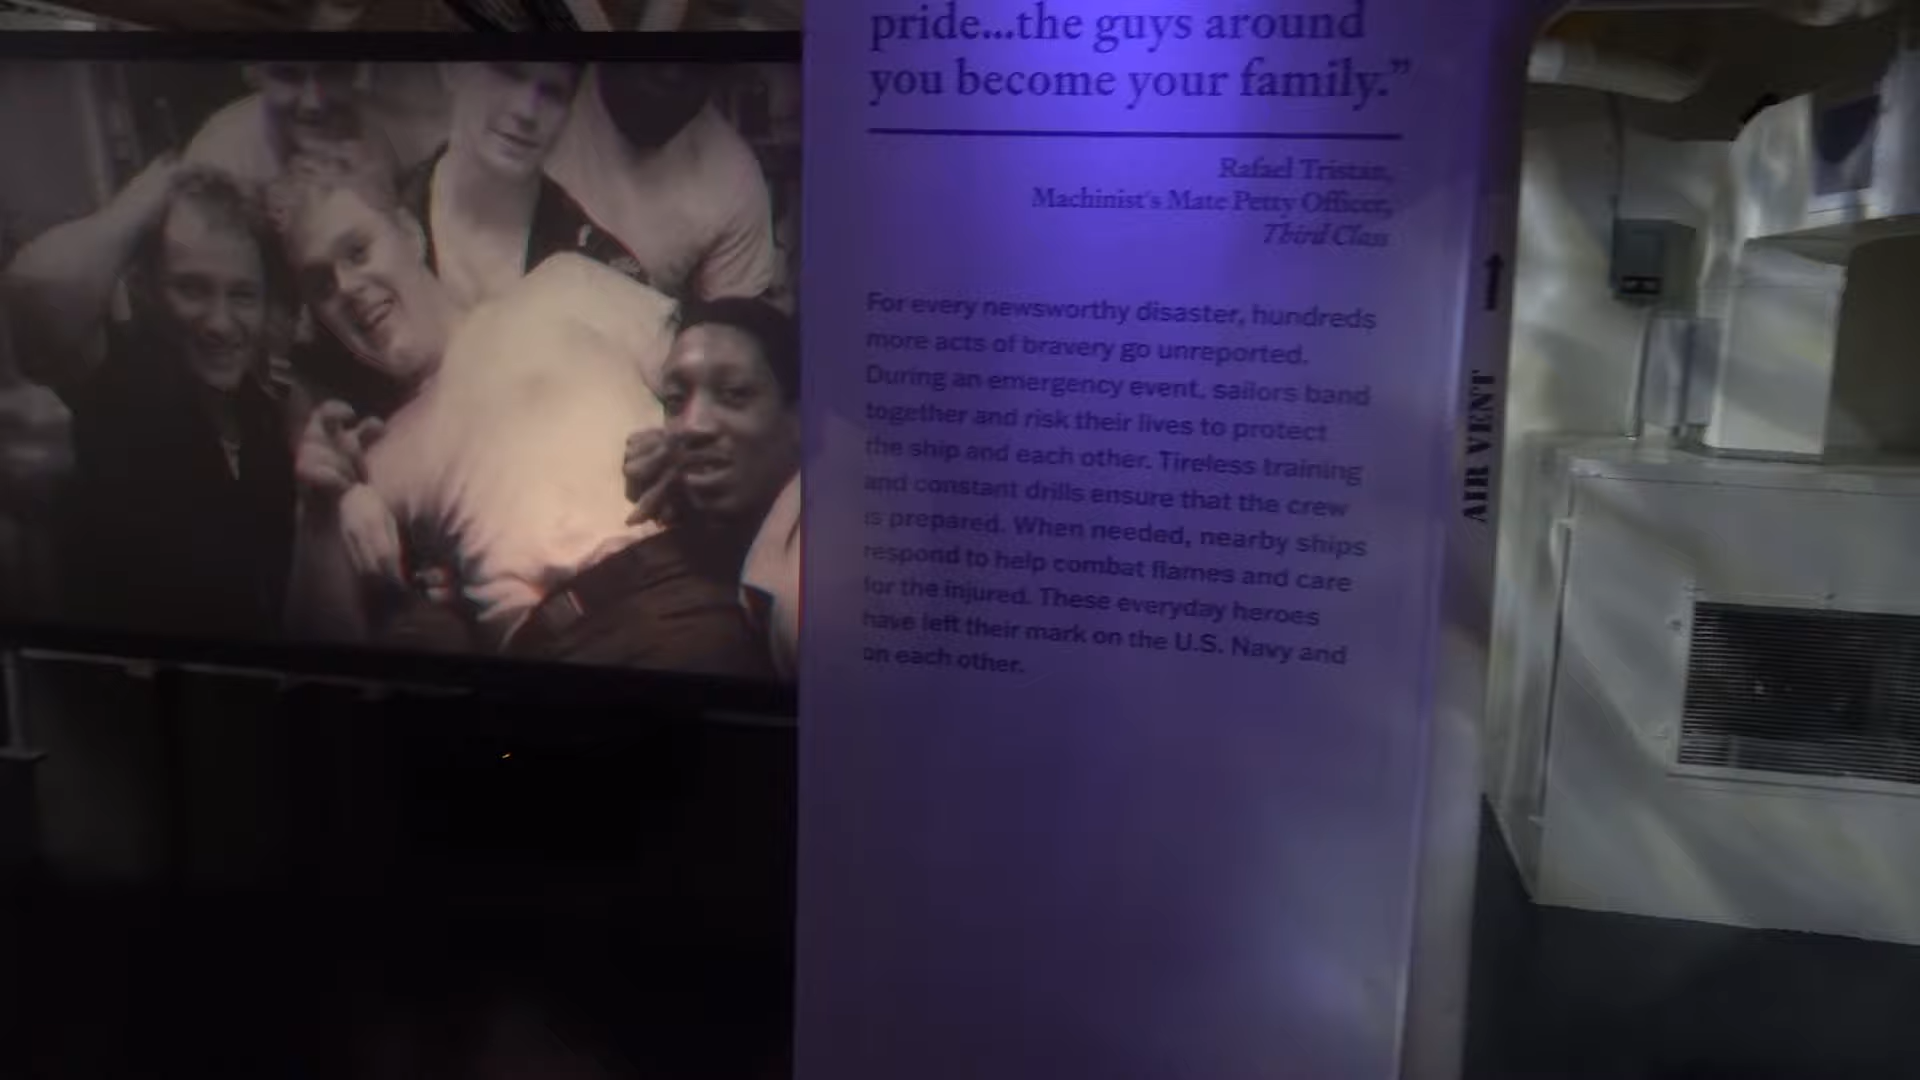 pride...the guys around
you become your family.”
Rafael Tristan,
Machinist's Mate Petty Officer,
Third Class
For every newsworthy disaster, hundreds
more acts of bravery go unreported.
During an emergency event, sailors band
together and risk their lives to protect
the ship and each other. Tireless training
and constant drills ensure that the crew
is prepared. When needed, nearby ships
respond to help combat flames and care
for the injured. These everyday heroes
have left their mark on the U.S. Navy and
on each other.
AIR VENT